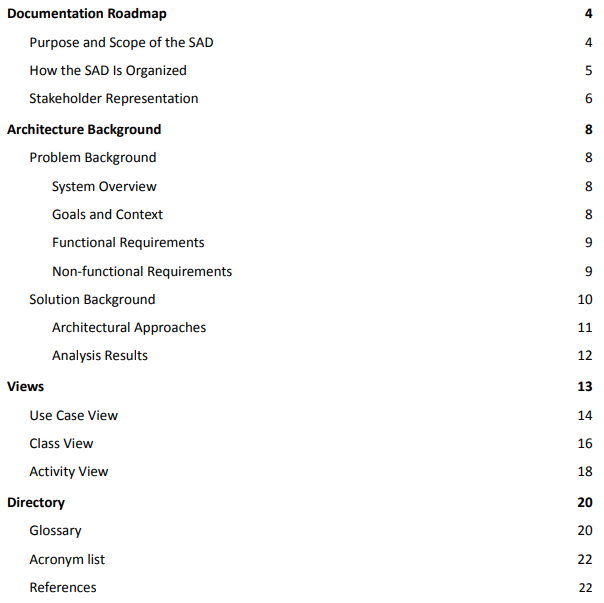 Documentation Roadmap 4
Purpose and Scope of the SAD 4
How the SAD Is Organized 5
Stakeholder Representation 6
Architecture Background 8
Problem Background 8
System Overview 8
Goals and Context 8
Functional Requirements 9
Non-functional Requirements 9
Solution Background 10
Architectural Approaches 11
Analysis Results 12
Views 13
Use Case View 14
Class View 16
Activity View 18
Directory 20
Glossary 20
Acronym list 22
References 22